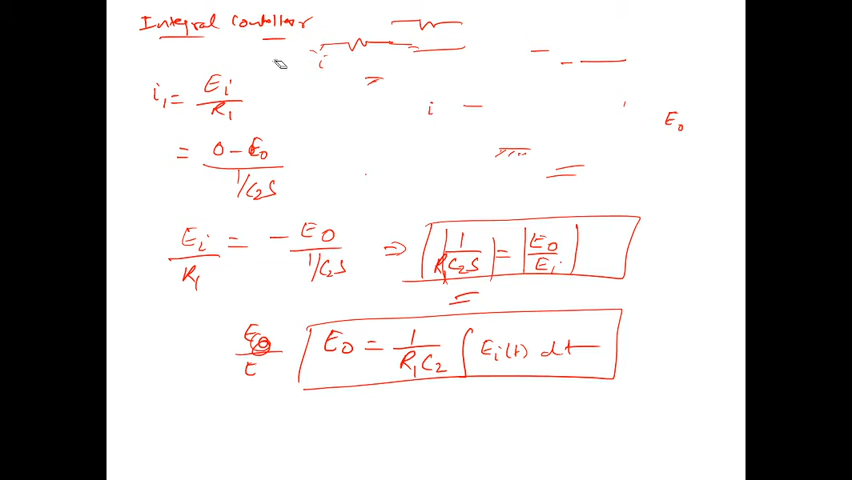 Integral Controller
i
i₁ = Ei/R₁
i
E₀
= 0 - E₀ / 1/C₂S
Ei/R₁ = - E₀ / 1/C₂S ⇒ |1/R₁C₂S| = |E₀/Ei|
E₀ = 1/R₁C₂ ∫ Ei(t) dt
E